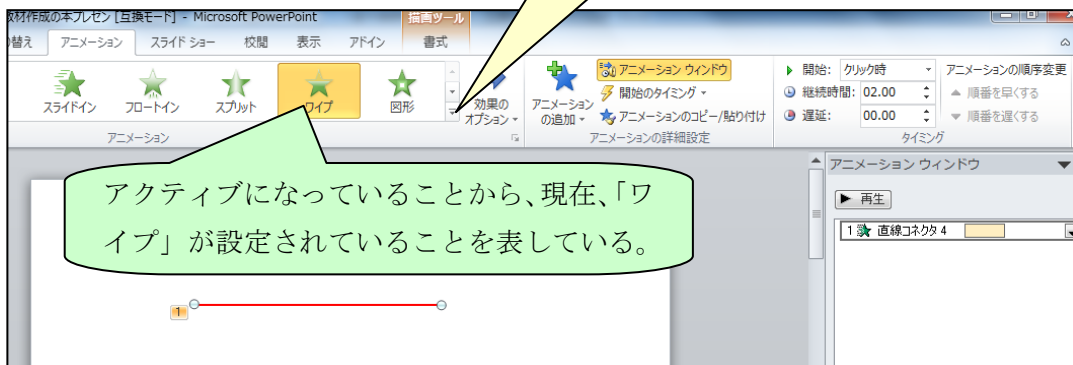 教材作成の本プレゼン [互換モード] - Microsoft PowerPoint
描画ツール
替え アニメーション スライド ショー 校閲 表示 アドイン 書式
スライドイン フロートイン スプリット ワイプ 図形
効果の
オプション
アニメーション
の追加
アニメーション ウィンドウ
開始のタイミング
アニメーションのコピー/貼り付け
開始: クリック時
継続時間: 02.00
遅延: 00.00
アニメーションの順序変更
順番を早くする
順番を遅くする
アニメーション アニメーションの詳細設定 タイミング
アクティブになっていることから、現在、「ワ
イプ」が設定されていることを表している。
アニメーション ウィンドウ
再生
1 直線コネクタ 4
1